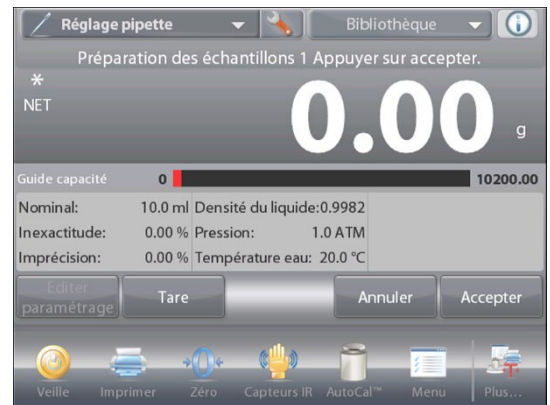 Réglage pipette
Bibliothèque
Préparation des échantillons 1 Appuyer sur accepter.
*
NET
0.00 g
Guide capacité 0 10200.00
Nominal: 10.0 ml Densité du liquide:0.9982
Inexactitude: 0.00 % Pression: 1.0 ATM
Imprécision: 0.00 % Température eau: 20.0 °C
Editer
paramétrage
Tare
Annuler
Accepter
Veille
Imprimer
Zéro
Capteurs IR
AutoCal™
Menu
Plus...